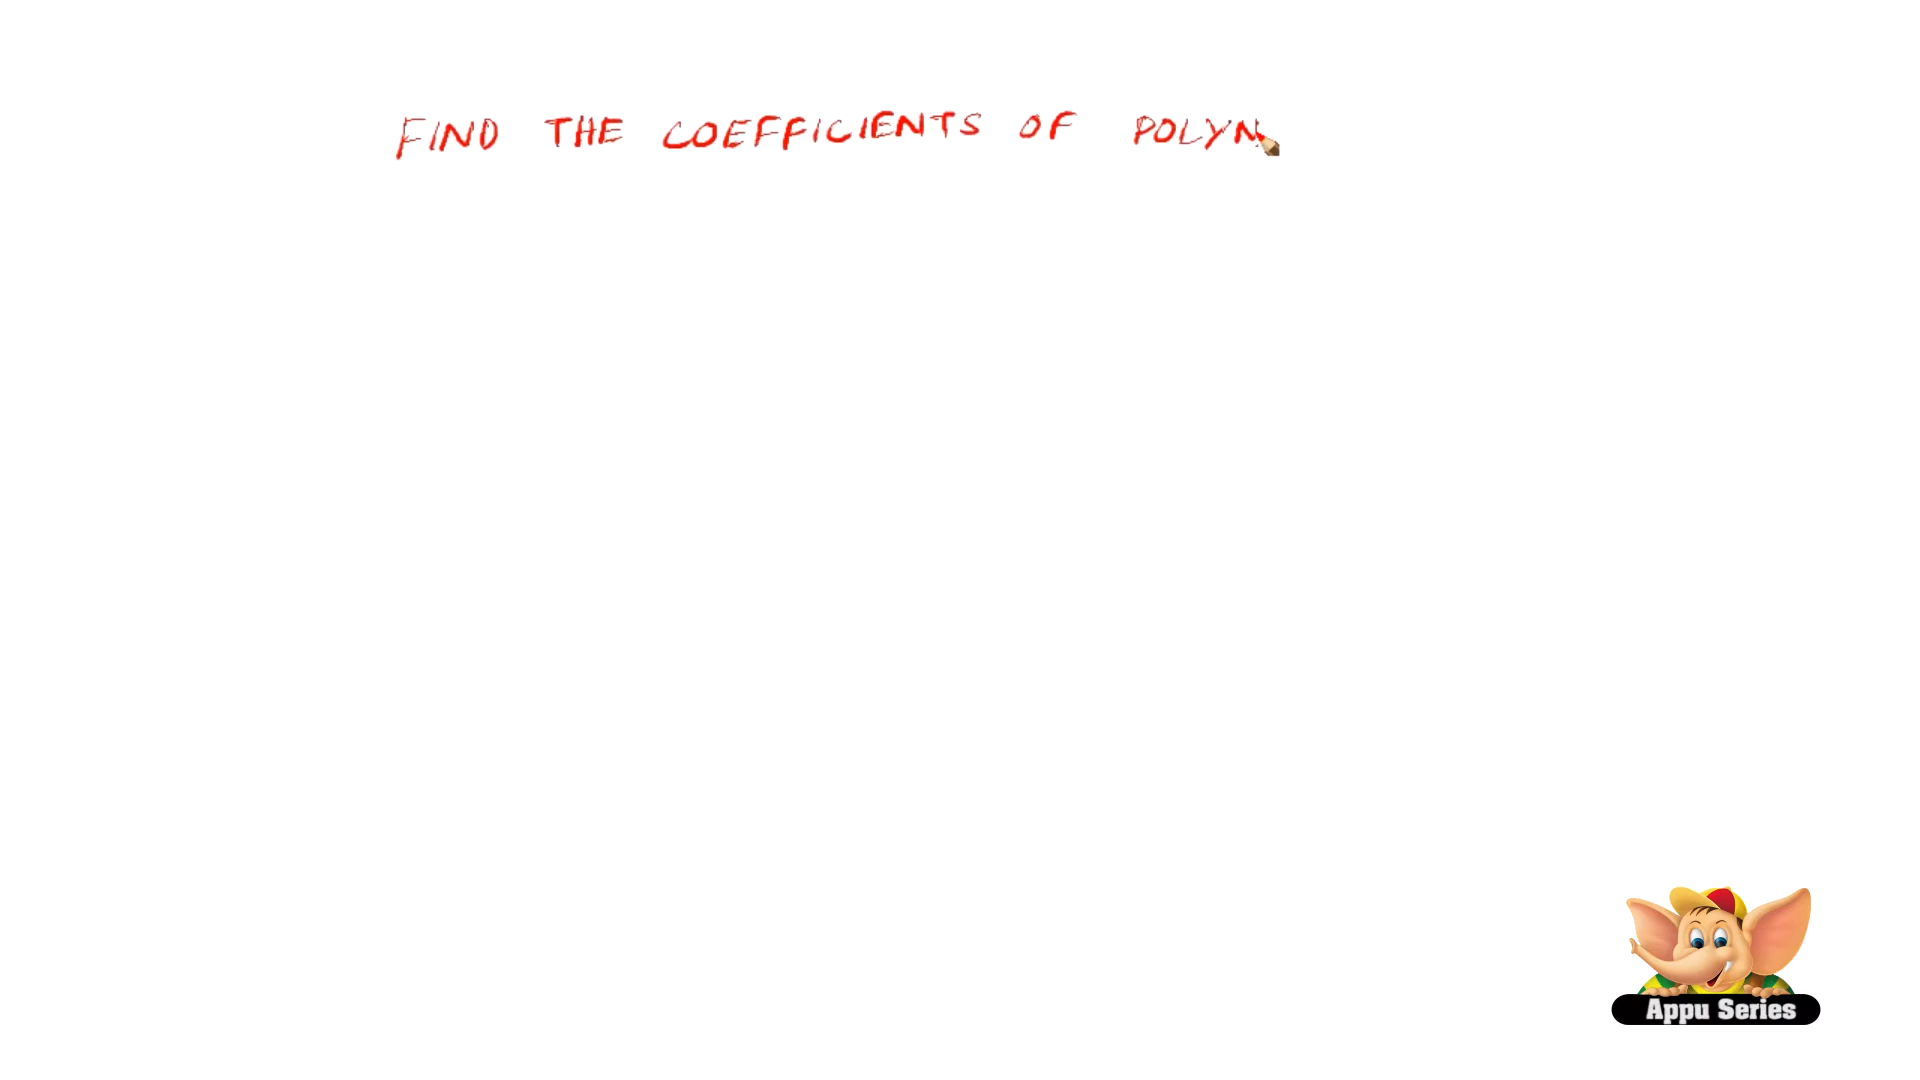 FIND THE COEFFICIENTS OF POLYN
Appu Series